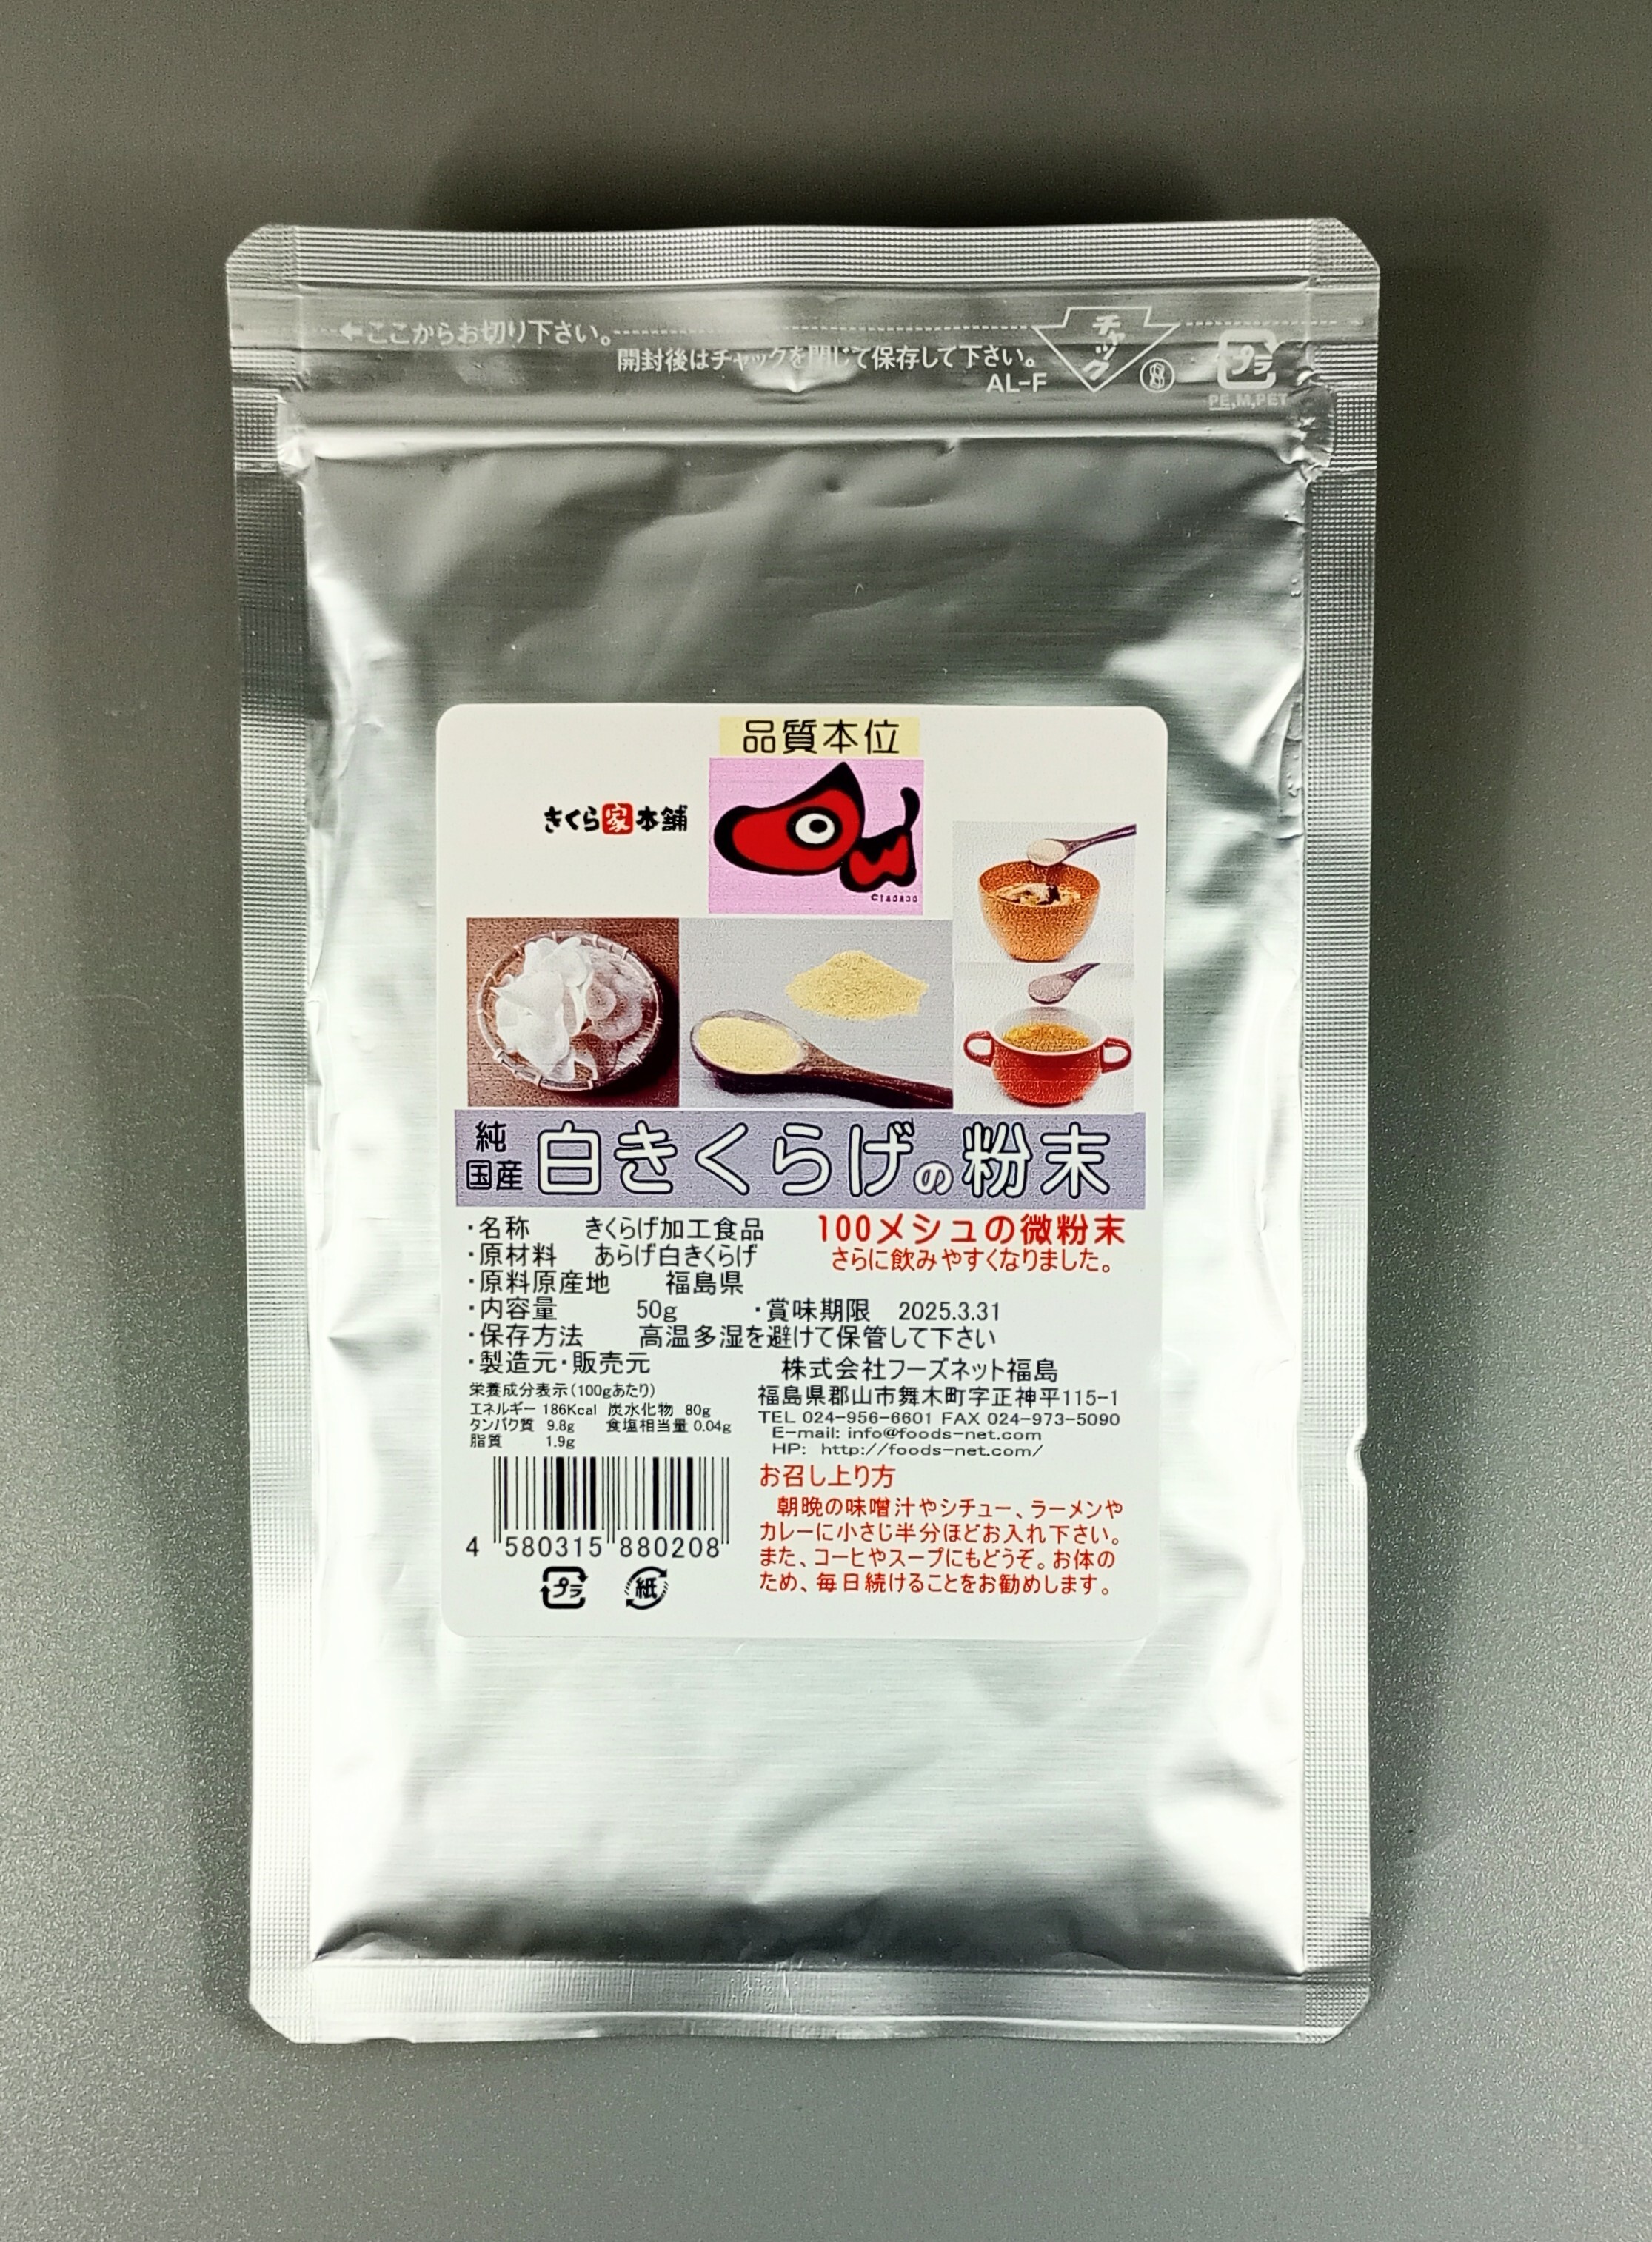 ←ここからお切り下さい。
チャック
開封後はチャックを閉じて保存して下さい。
AL-F
8
プラ
PE,M,PET
品質本位
きくら家本舗
純国産
白きくらげの粉末
・名称 きくらげ加工食品
100メシュの微粉末
・原材料 あらげ白きくらげ
さらに飲みやすくなりました。
・原料原産地 福島県
・内容量 50g ・賞味期限 2025.3.31
・保存方法 高温多湿を避けて保管して下さい
・製造元・販売元 株式会社フーズネット福島
福島県郡山市舞木町字正神平115-1
TEL 024-956-6601 FAX 024-973-5090
E-mail: info@foods-net.com
HP: http://foods-net.com/
栄養成分表示(100gあたり)
エネルギー 186Kcal 炭水化物 80g
タンパク質 9.8g 食塩相当量 0.04g
脂質 1.9g
4 580315 880208
プラ 紙
お召し上り方
朝晩の味噌汁やシチュー、ラーメンや
カレーに小さじ半分ほどお入れ下さい。
また、コーヒやスープにもどうぞ。お体の
ため、毎日続けることをお勧めします。